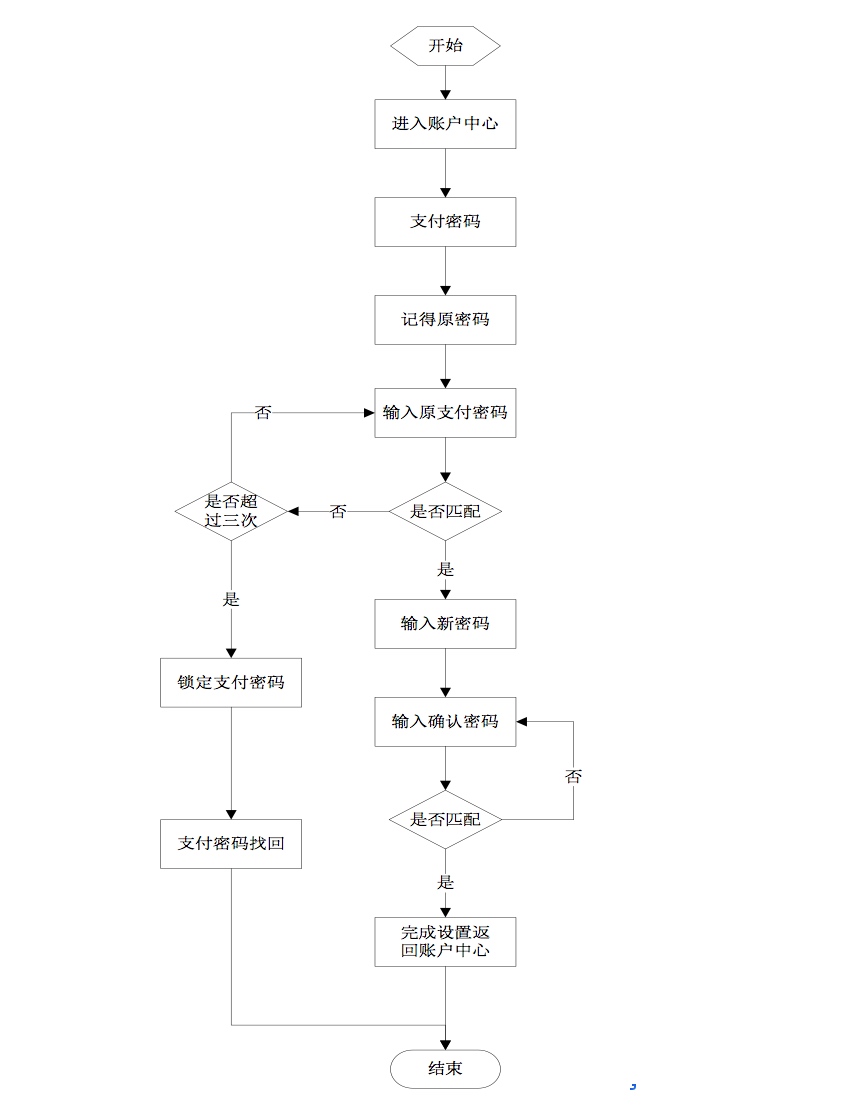 开始
进入账户中心
支付密码
记得原密码
否
输入原支付密码
是否超
过三次
否
是否匹配
是
是
输入新密码
锁定支付密码
输入确认密码
否
是否匹配
支付密码找回
是
完成设置返
回账户中心
结束